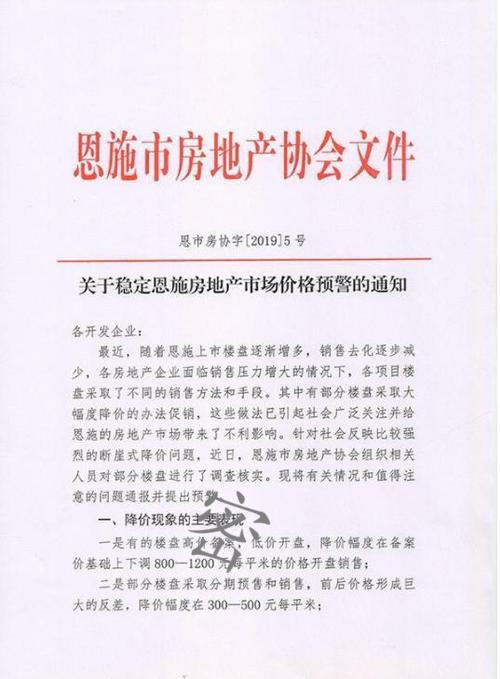 恩施市房地产协会文件
恩市房协字[2019]5号
关于稳定恩施房地产市场价格预警的通知
各开发企业：
最近，随着恩施上市楼盘逐渐增多，销售去化逐步减
少，各房地产企业面临销售压力增大的情况下，各项目楼
盘采取了不同的销售方法和手段。其中有部分楼盘采取大
幅度降价的办法促销，这些做法已引起社会广泛关注并给
恩施的房地产市场带来了不利影响。针对社会反映比较强
烈的断崖式降价问题，近日，恩施市房地产协会组织相关
人员对部分楼盘进行了调查核实。现将有关情况和值得注
意的问题通报并提出预警
一、降价现象的主要表现
一是有的楼盘高价备案，低价开盘，降价幅度在备案
价基础上下调800—1200元每平米的价格开盘销售；
二是部分楼盘采取分期预售和销售，前后价格形成巨
大的反差，降价幅度在300—500元每平米；
密